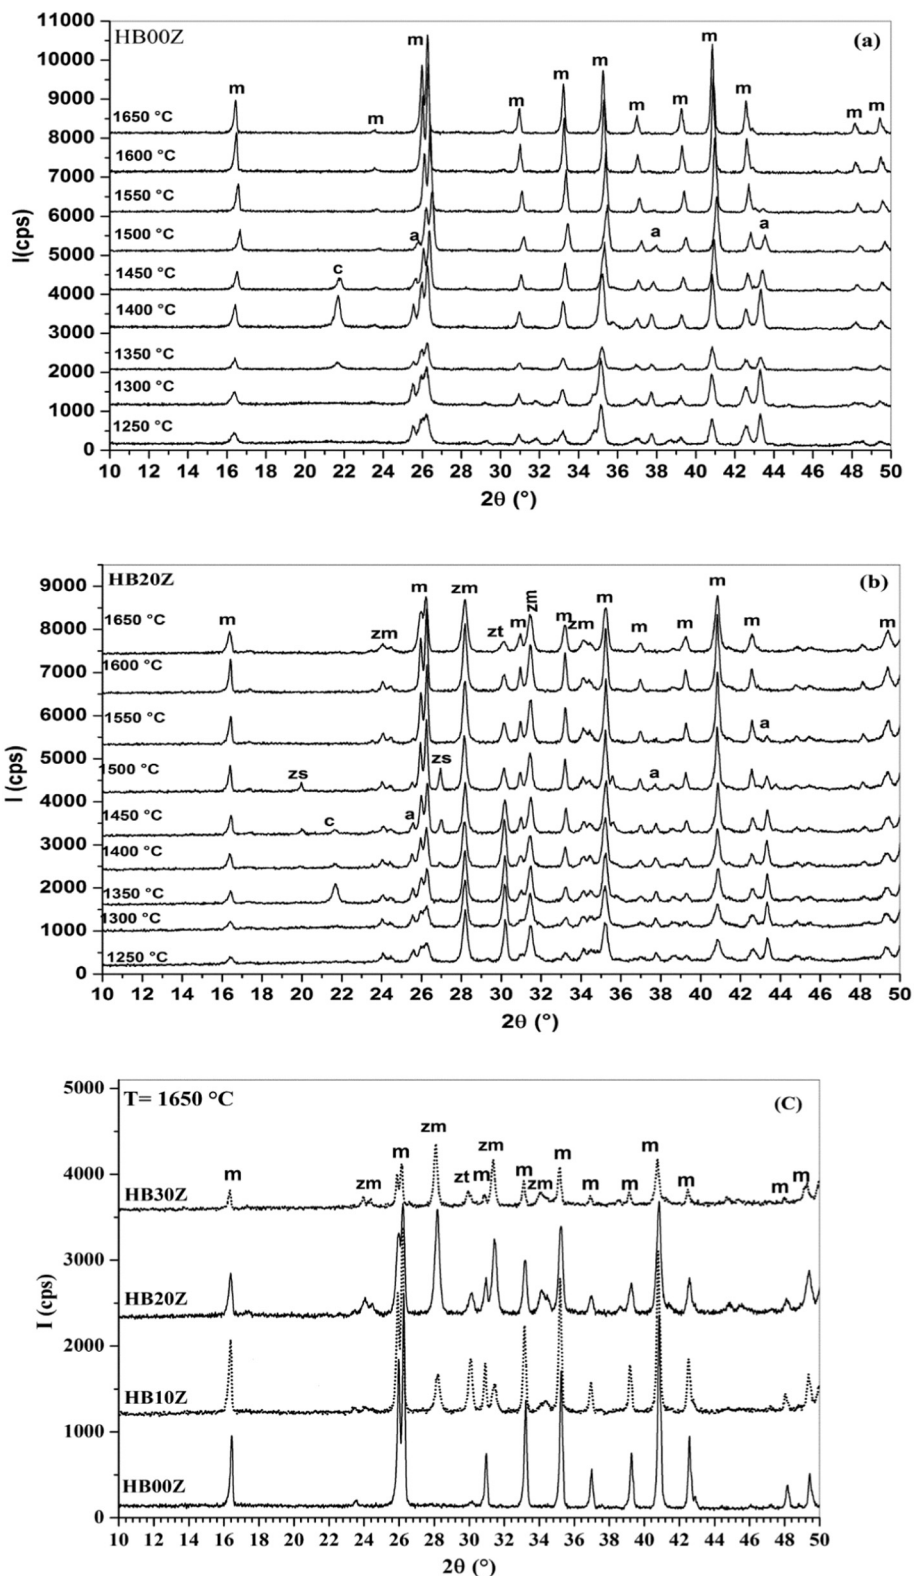 HB00Z
(a)
I(cps)
11000
10000
9000
8000
7000
6000
5000
4000
3000
2000
1000
0
m m m m m m m m m m m m
1650 °C
1600 °C
1550 °C
1500 °C
a a a
1450 °C
c
1400 °C
1350 °C
1300 °C
1250 °C
10 12 14 16 18 20 22 24 26 28 30 32 34 36 38 40 42 44 46 48 50
2θ (°)
HB20Z
(b)
I (cps)
9000
8000
7000
6000
5000
4000
3000
2000
1000
0
m zm m zm zt m zm m zm m m m m m m
1650 °C
1600 °C
1550 °C
a
1500 °C
zs zs a
1450 °C
c a
1400 °C
1350 °C
1300 °C
1250 °C
10 12 14 16 18 20 22 24 26 28 30 32 34 36 38 40 42 44 46 48 50
2θ (°)
T= 1650 °C
(C)
I (cps)
5000
4000
3000
2000
1000
0
m zm m zm zt m zm m zm m m m m m m m
HB30Z
HB20Z
HB10Z
HB00Z
10 12 14 16 18 20 22 24 26 28 30 32 34 36 38 40 42 44 46 48 50
2θ (°)